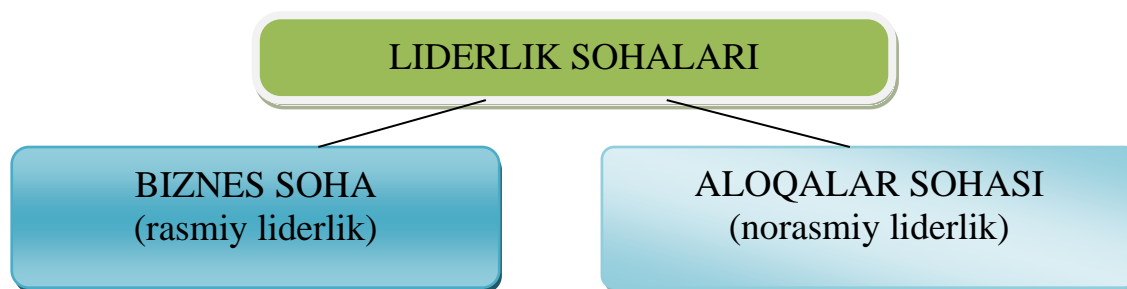 LIDERLIK SOHALARI
BIZNES SOHA
(rasmiy liderlik)
ALOQALAR SOHASI
(norasmiy liderlik)